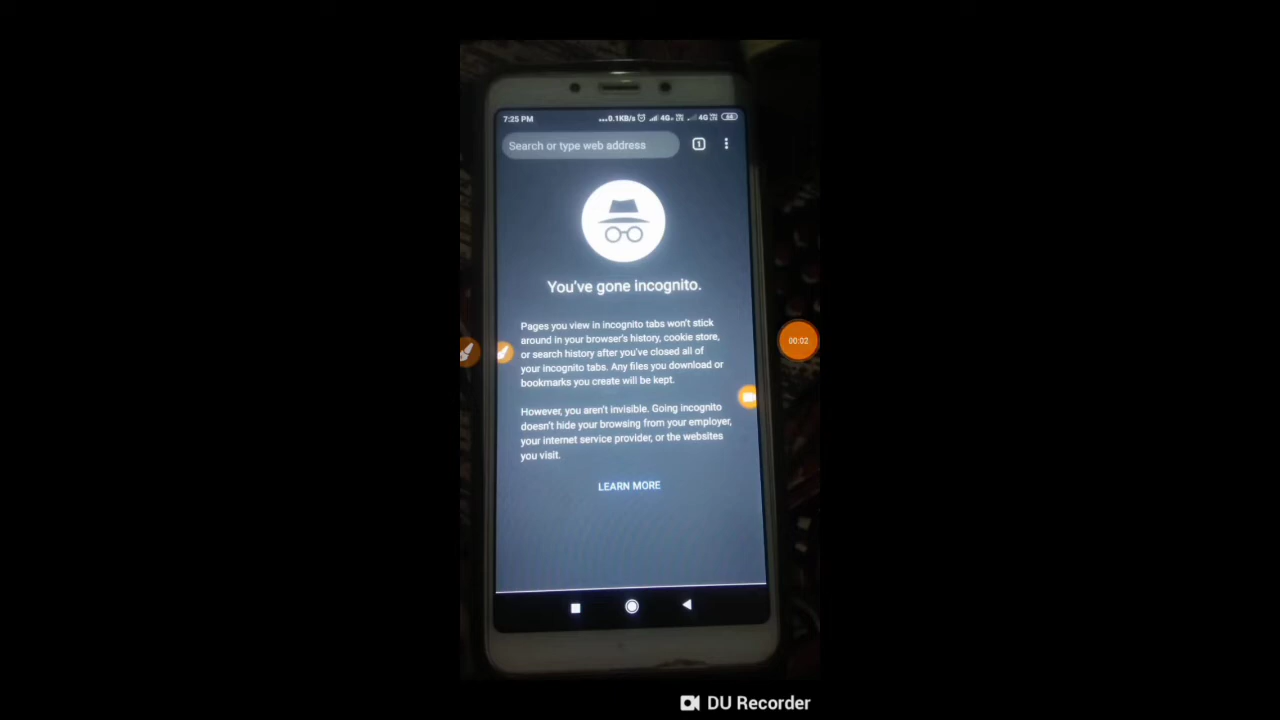 7:25 PM
...0.1KB/s 4G+ 4G
Search or type web address
1
You've gone incognito.
Pages you view in incognito tabs won't stick
around in your browser's history, cookie store,
or search history after you've closed all of
your incognito tabs. Any files you download or
bookmarks you create will be kept.
However, you aren't invisible. Going incognito
doesn't hide your browsing from your employer,
your internet service provider, or the websites
you visit.
LEARN MORE
00:02
DU Recorder